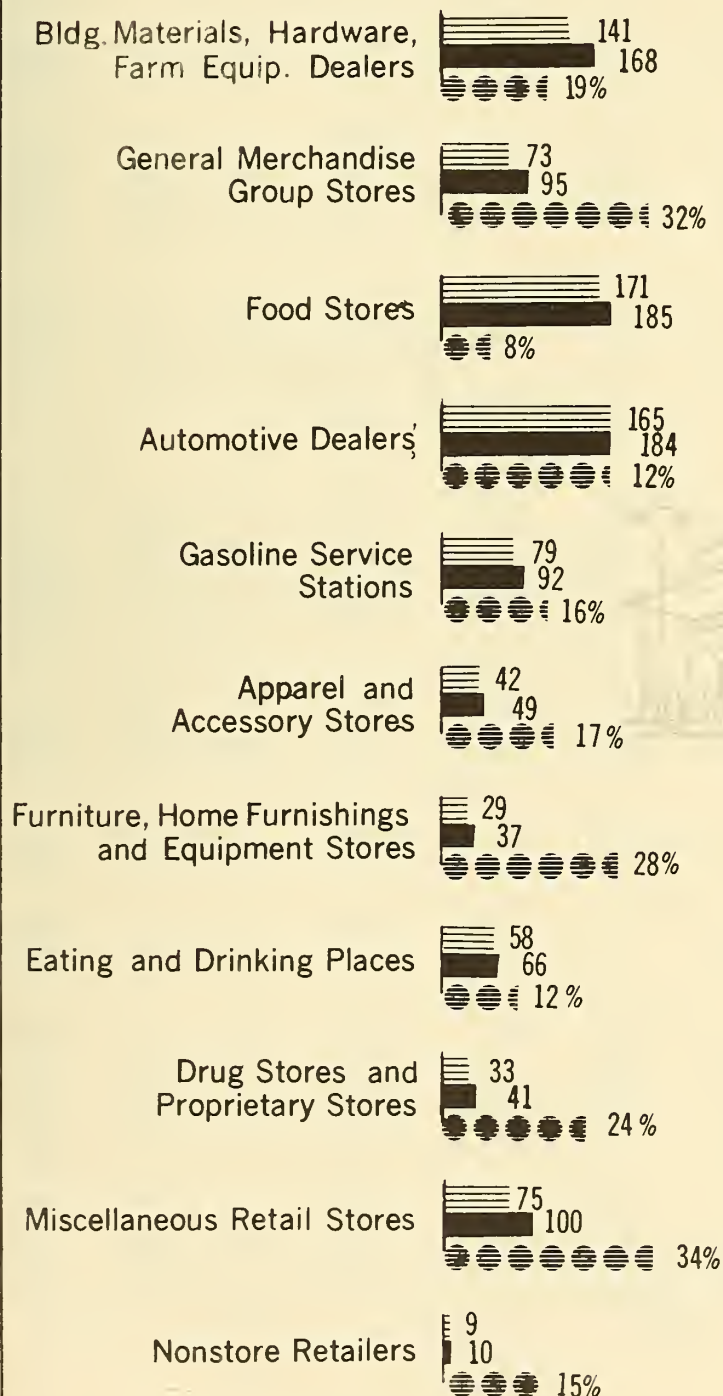 Bldg. Materials, Hardware,
Farm Equip. Dealers
141
168
19%
General Merchandise
Group Stores
73
95
32%
Food Stores
171
185
8%
Automotive Dealers
165
184
12%
Gasoline Service
Stations
79
92
16%
Apparel and
Accessory Stores
42
49
17%
Furniture, Home Furnishings
and Equipment Stores
29
37
28%
Eating and Drinking Places
58
66
12%
Drug Stores and
Proprietary Stores
33
41
24%
Miscellaneous Retail Stores
75
100
34%
Nonstore Retailers
9
10
15%